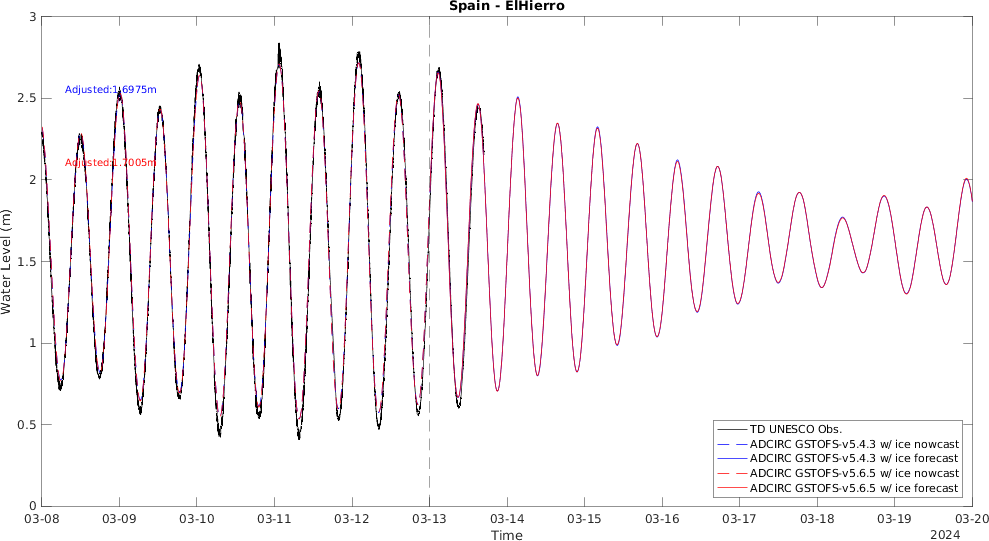 Spain - ElHierro
3
2.5
2
1.5
1
0.5
0
Water Level (m)
Adjusted:1.6975m
Adjusted:1.7005m
TD UNESCO Obs.
ADCIRC GSTOFS-v5.4.3 w/ ice nowcast
ADCIRC GSTOFS-v5.4.3 w/ ice forecast
ADCIRC GSTOFS-v5.6.5 w/ ice nowcast
ADCIRC GSTOFS-v5.6.5 w/ ice forecast
03-08 03-09 03-10 03-11 03-12 03-13 03-14 03-15 03-16 03-17 03-18 03-19 03-20
Time
2024